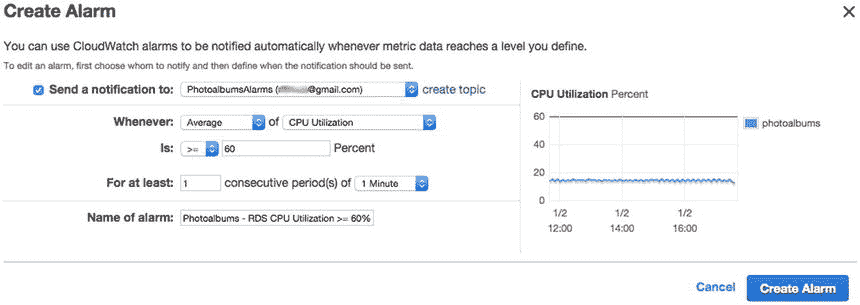 Create Alarm
You can use CloudWatch alarms to be notified automatically whenever metric data reaches a level you define.
To edit an alarm, first choose whom to notify and then define when the notification should be sent.
Send a notification to: PhotoalbumsAlarms ( @gmail.com) create topic
Whenever: Average of CPU Utilization
Is: >= 60 Percent
For at least: 1 consecutive period(s) of 1 Minute
Name of alarm: Photoalbums - RDS CPU Utilization >= 60%
CPU Utilization Percent
60
40
20
0
1/2 1/2 1/2
12:00 14:00 16:00
photoalbums
Cancel Create Alarm